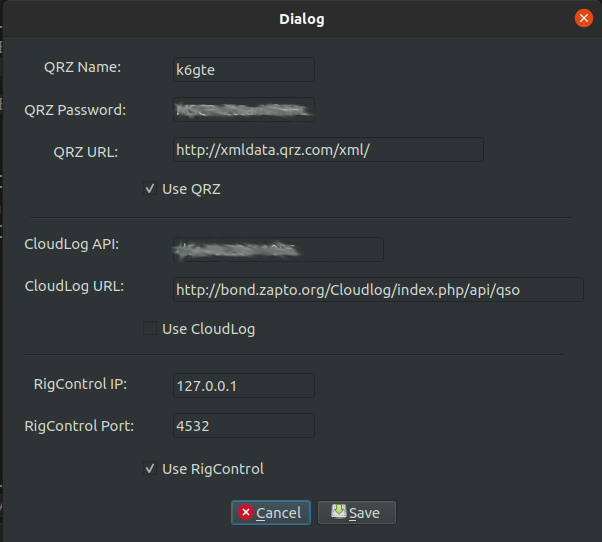 Dialog
QRZ Name: k6gte
QRZ Password:
QRZ URL: http://xmldata.qrz.com/xml/
Use QRZ
CloudLog API:
CloudLog URL: http://bond.zapto.org/Cloudlog/index.php/api/qso
Use CloudLog
RigControl IP: 127.0.0.1
RigControl Port: 4532
Use RigControl
Cancel Save